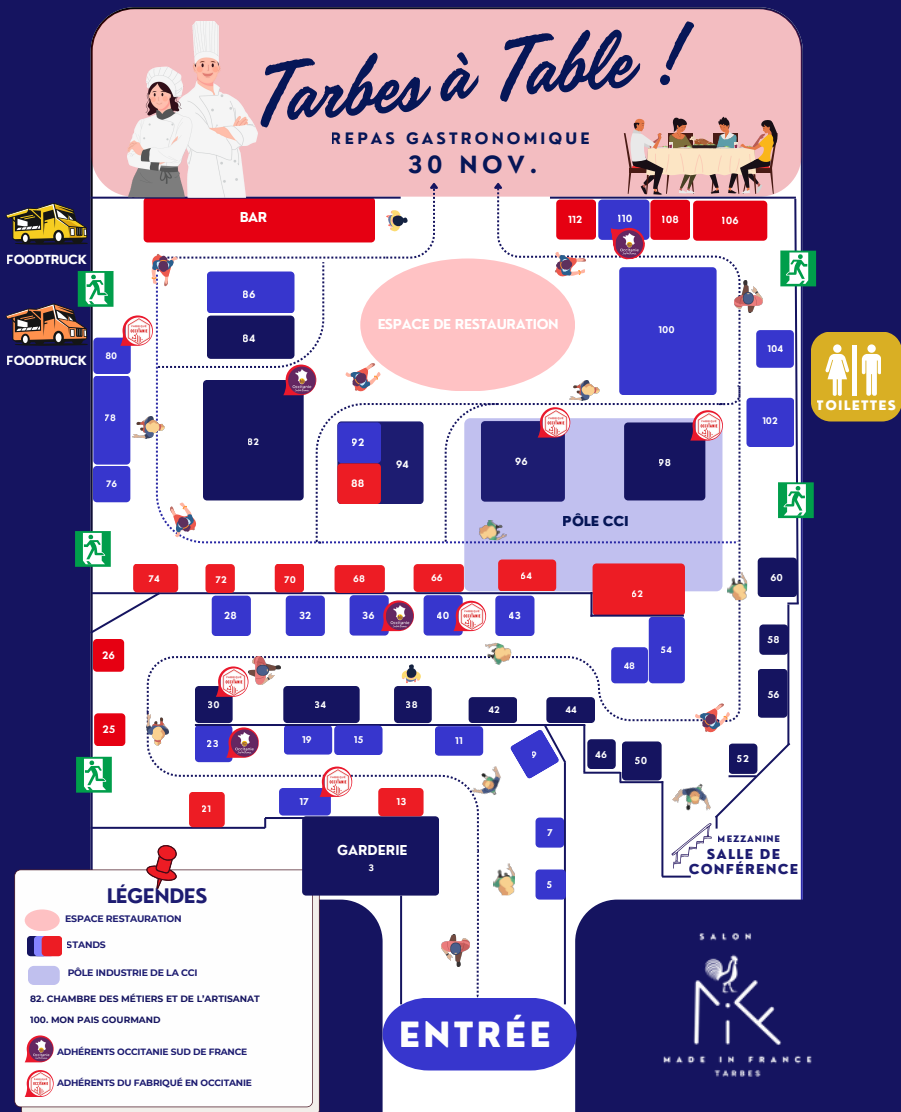 Tarbes à Table !
REPAS GASTRONOMIQUE
30 NOV.
BAR
112
110
108
106
FOODTRUCK
86
84
ESPACE DE RESTAURATION
100
104
FOODTRUCK
80
78
76
82
92
88
94
96
98
102
TOILETTES
PÔLE CCI
74
72
70
68
66
64
62
60
28
32
36
40
43
48
54
58
56
26
25
30
34
38
42
44
23
19
15
11
9
46
50
52
21
17
13
7
5
GARDERIE
3
MEZZANINE
SALLE DE
CONFÉRENCE
LÉGENDES
ESPACE RESTAURATION
STANDS
PÔLE INDUSTRIE DE LA CCI
82. CHAMBRE DES MÉTIERS ET DE L'ARTISANAT
100. MON PAIS GOURMAND
ADHÉRENTS OCCITANIE SUD DE FRANCE
ADHÉRENTS DU FABRIQUÉ EN OCCITANIE
ENTRÉE
SALON
MiF
MADE IN FRANCE
TARBES